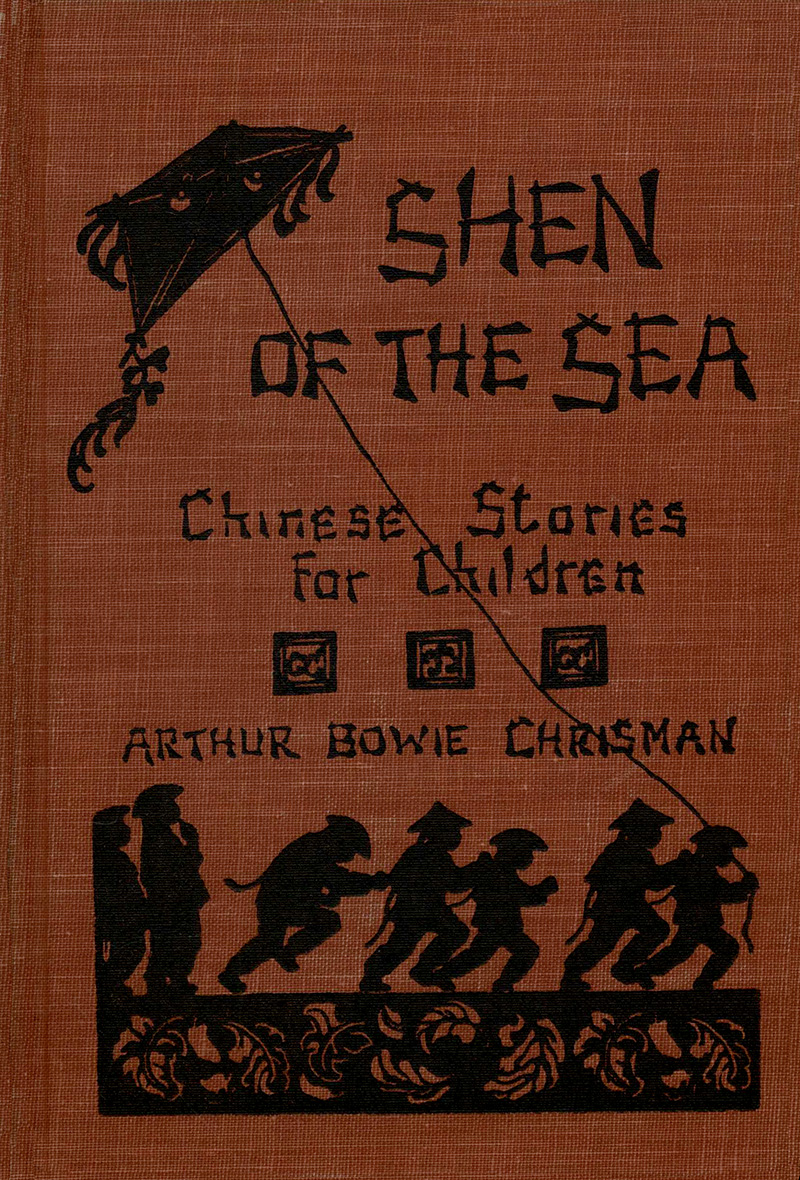 SHEN
OF THE SEA
Chinese Stories
For Children
ARTHUR BOWIE CHRISMAN